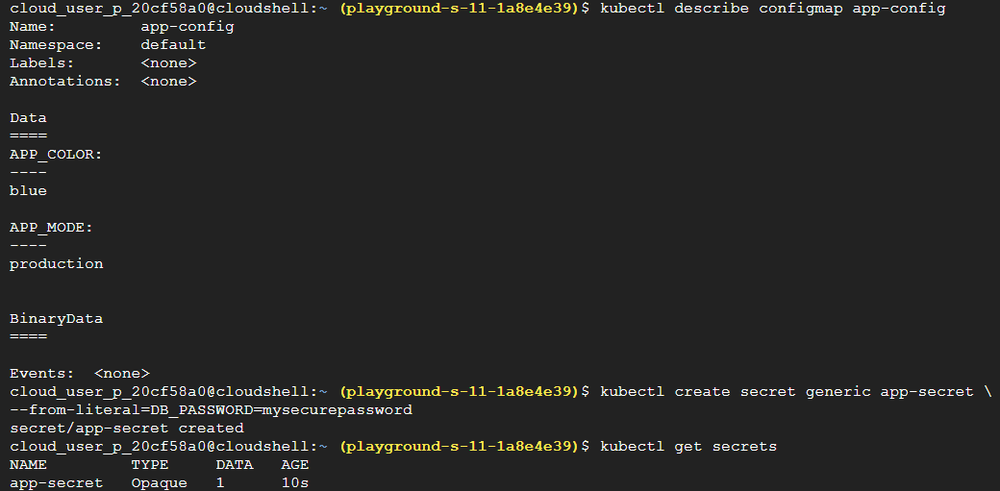 cloud_user_p_20cf58a0@cloudshell:~ (playground-s-11-1a8e4e39)$ kubectl describe configmap app-config
Name:         app-config
Namespace:    default
Labels:       <none>
Annotations:  <none>

Data
====
APP_COLOR:
----
blue

APP_MODE:
----
production


BinaryData
====

Events:  <none>
cloud_user_p_20cf58a0@cloudshell:~ (playground-s-11-1a8e4e39)$ kubectl create secret generic app-secret \
--from-literal=DB_PASSWORD=mysecurepassword
secret/app-secret created
cloud_user_p_20cf58a0@cloudshell:~ (playground-s-11-1a8e4e39)$ kubectl get secrets
NAME         TYPE     DATA   AGE
app-secret   Opaque   1      10s